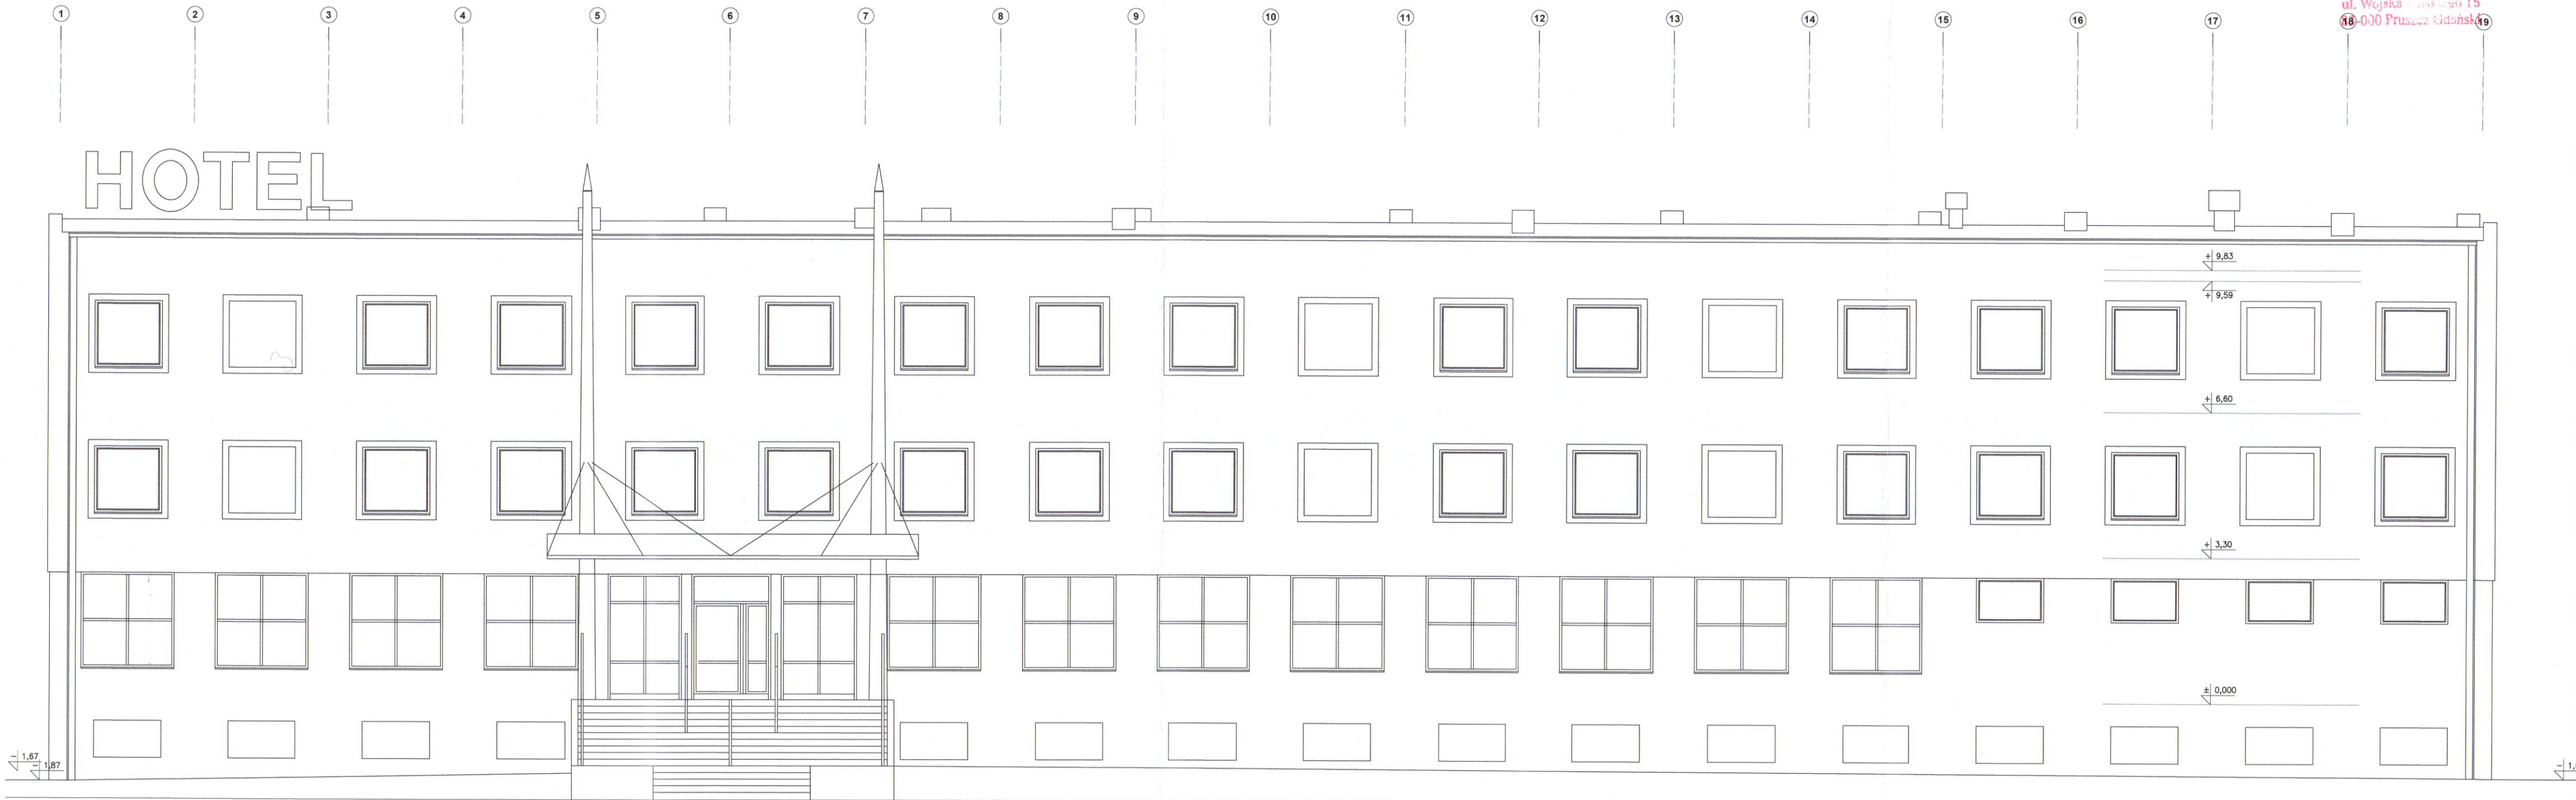 ul. Wojska
15
-000 Pruszcz Gdański
1 2 3 4 5 6 7 8 9 10 11 12 13 14 15 16 17 18 19
HOTEL
+ 9,83
+ 9,59
+ 6,60
+ 3,30
± 0,000
- 1,67
- 1,87